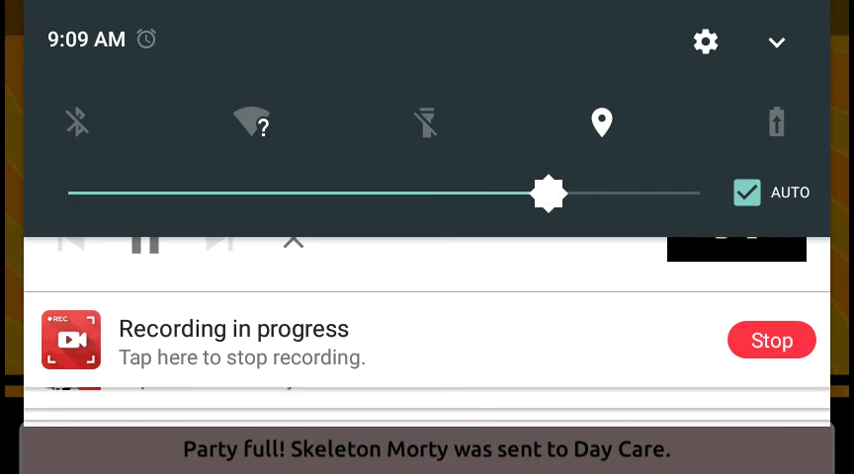 9:09 AM
?
AUTO
REC
Recording in progress
Tap here to stop recording.
Stop
Party full! Skeleton Morty was sent to Day Care.